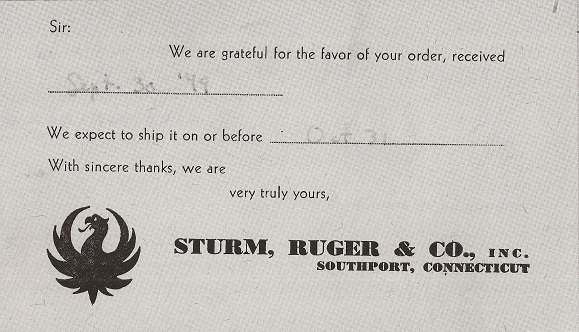 Sir:
We are grateful for the favor of your order, received
Sept. 30 '49
We expect to ship it on or before Oct 31
With sincere thanks, we are
very truly yours,
STURM, RUGER & CO., INC.
SOUTHPORT, CONNECTICUT